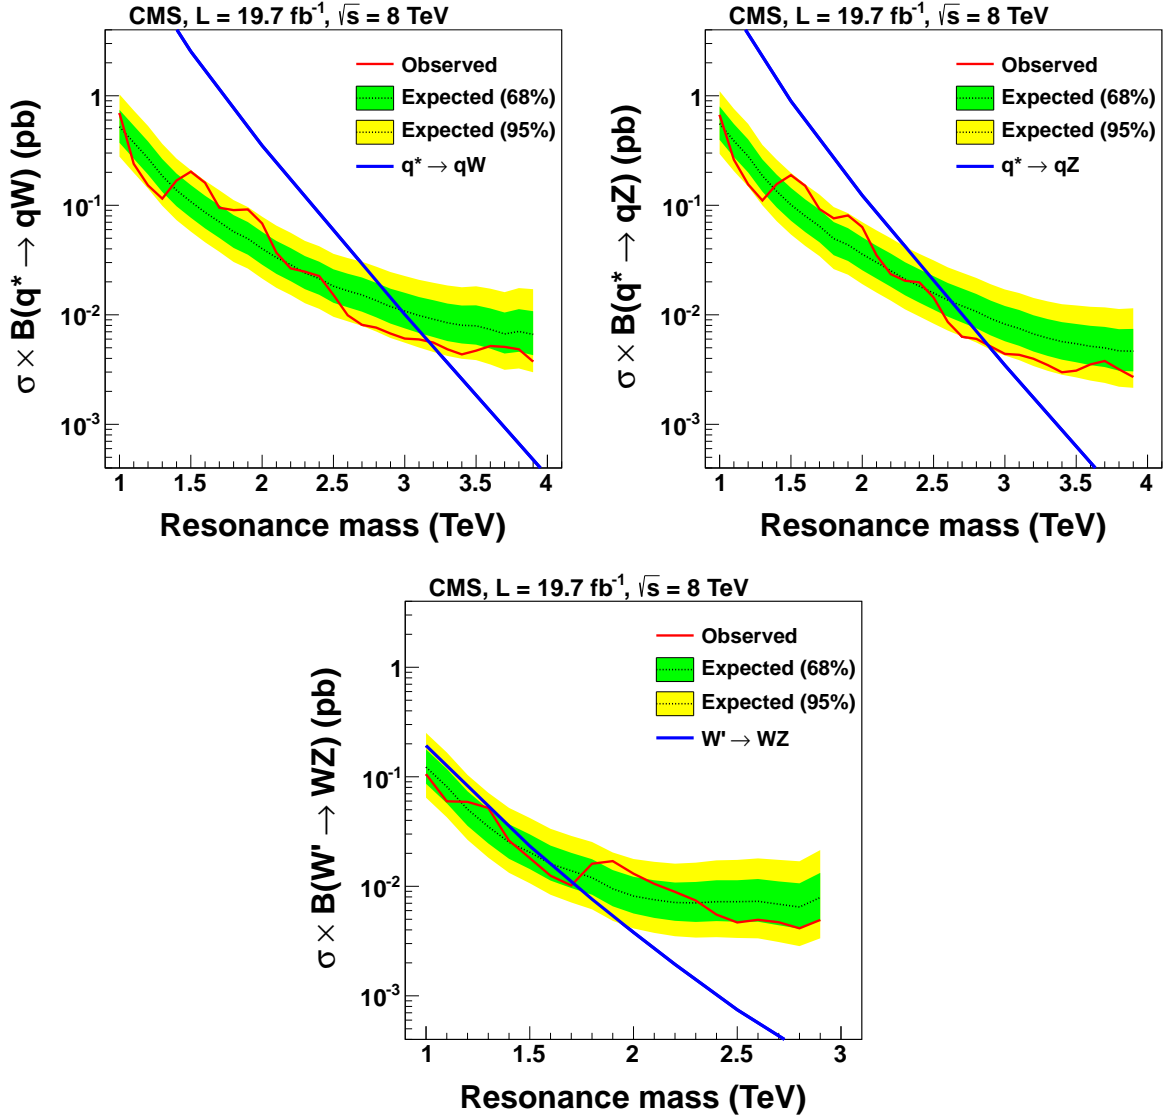 CMS, L = 19.7 fb⁻¹, √s = 8 TeV
σ × B(q* → qW) (pb)
Observed
Expected (68%)
Expected (95%)
q* → qW
1
10⁻¹
10⁻²
10⁻³
1 1.5 2 2.5 3 3.5 4
Resonance mass (TeV)
CMS, L = 19.7 fb⁻¹, √s = 8 TeV
σ × B(q* → qZ) (pb)
Observed
Expected (68%)
Expected (95%)
q* → qZ
1
10⁻¹
10⁻²
10⁻³
1 1.5 2 2.5 3 3.5 4
Resonance mass (TeV)
CMS, L = 19.7 fb⁻¹, √s = 8 TeV
σ × B(W' → WZ) (pb)
Observed
Expected (68%)
Expected (95%)
W' → WZ
1
10⁻¹
10⁻²
10⁻³
1 1.5 2 2.5 3
Resonance mass (TeV)